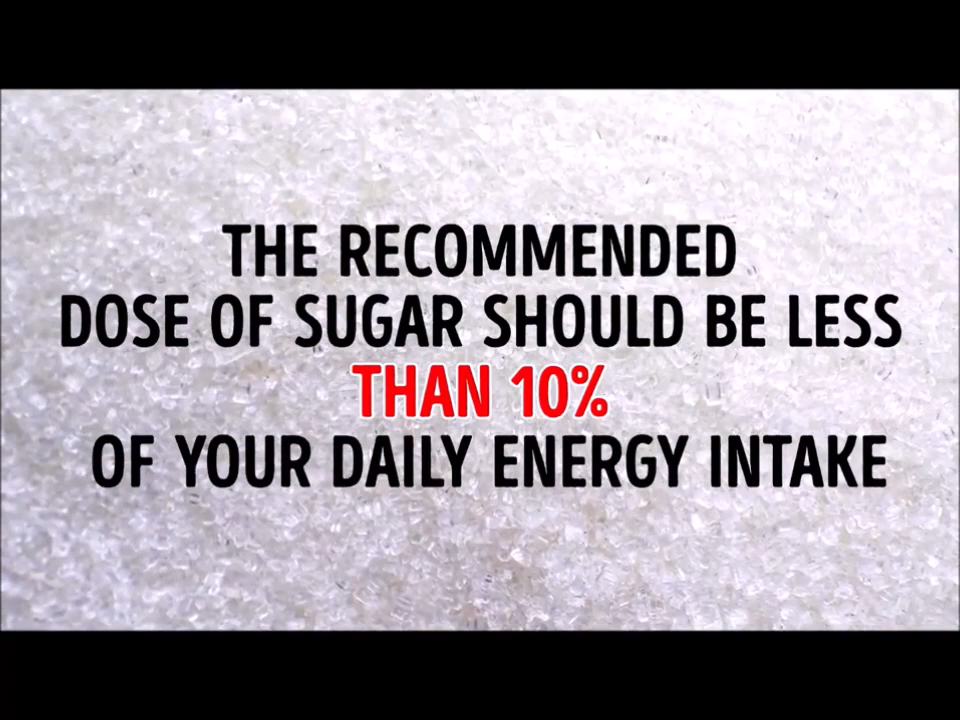 THE RECOMMENDED
DOSE OF SUGAR SHOULD BE LESS
THAN 10%
OF YOUR DAILY ENERGY INTAKE